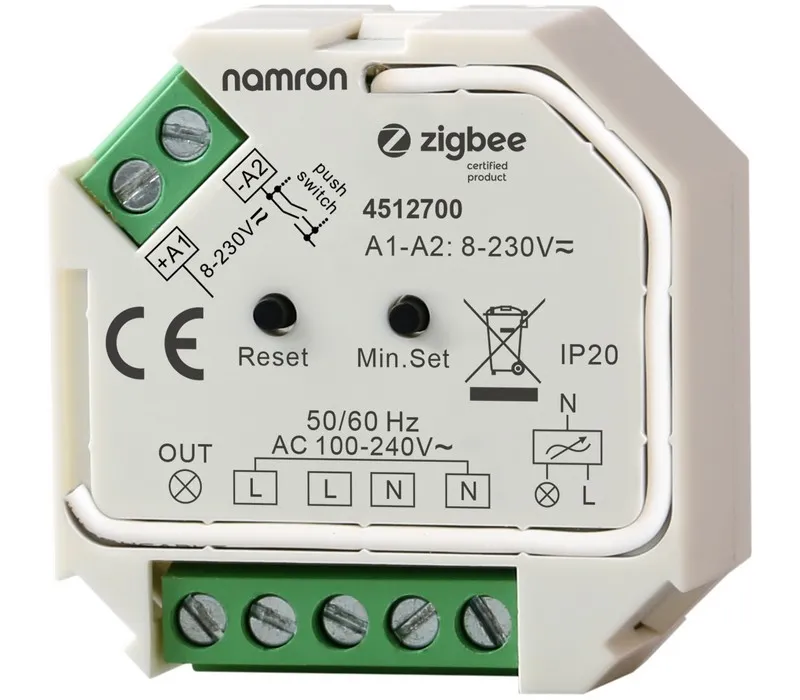 namron
zigbee
certified
product
-A2
push
switch
4512700
+A1
8-230V≂
A1-A2: 8-230V≂
CE
Reset
Min.Set
IP20
50/60 Hz
AC 100-240V~
N
OUT
L
L
N
N
L